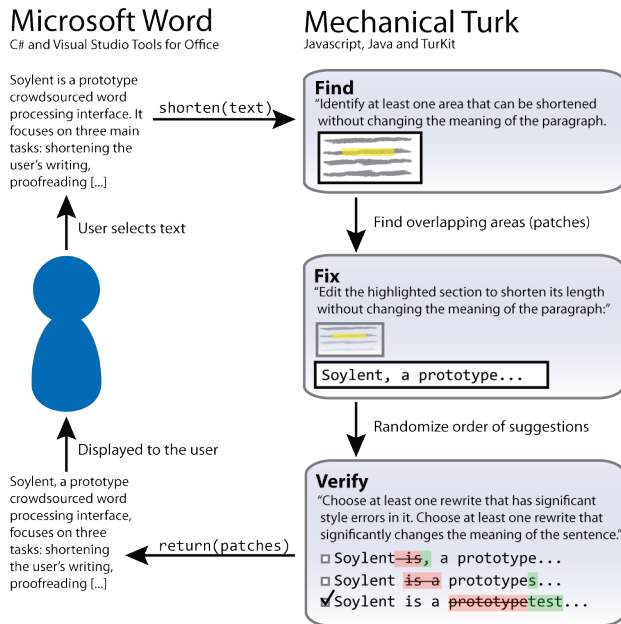 Microsoft Word
C# and Visual Studio Tools for Office
Soylent is a prototype
crowdsourced word
processing interface. It
focuses on three main
tasks: shortening the
user's writing,
proofreading [...]
shorten(text)
User selects text
Displayed to the user
Soylent, a prototype
crowdsourced word
processing interface,
focuses on three
tasks: shortening
the user's writing,
proofreading [...]
return(patches)
Mechanical Turk
Javascript, Java and TurKit
Find
“Identify at least one area that can be shortened
without changing the meaning of the paragraph.
Find overlapping areas (patches)
Fix
“Edit the highlighted section to shorten its length
without changing the meaning of the paragraph:”
Soylent, a prototype...
Randomize order of suggestions
Verify
“Choose at least one rewrite that has significant
style errors in it. Choose at least one rewrite that
significantly changes the meaning of the sentence.”
Soylent is, a prototype...
Soylent is a prototypes...
Soylent is a prototypetest...